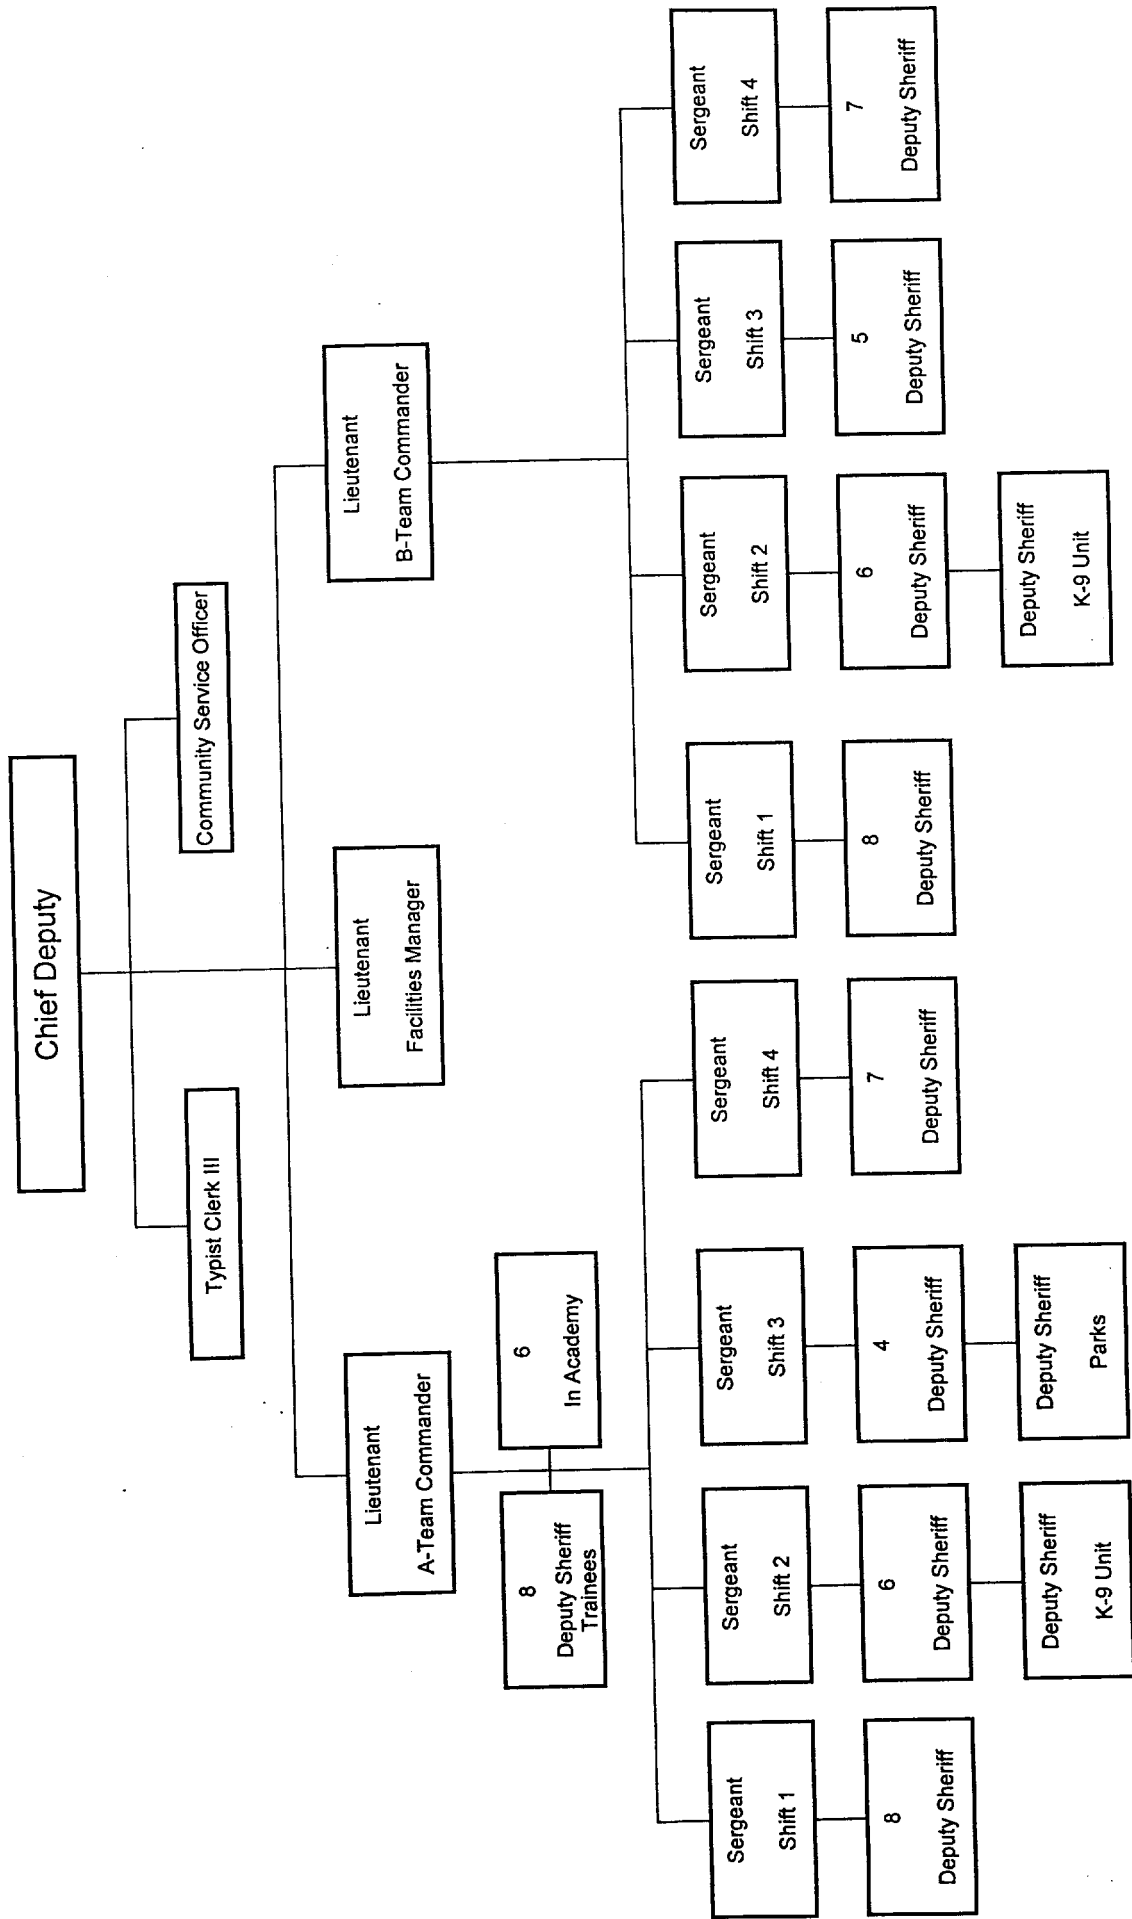 Chief Deputy
Typist Clerk III
Community Service Officer
Lieutenant
A-Team Commander
Lieutenant
Facilities Manager
Lieutenant
B-Team Commander
8
Deputy Sheriff
Trainees
6
In Academy
Sergeant
Shift 1
Sergeant
Shift 2
Sergeant
Shift 3
Sergeant
Shift 4
Sergeant
Shift 1
Sergeant
Shift 2
Sergeant
Shift 3
Sergeant
Shift 4
8
Deputy Sheriff
6
Deputy Sheriff
4
Deputy Sheriff
7
Deputy Sheriff
8
Deputy Sheriff
6
Deputy Sheriff
5
Deputy Sheriff
7
Deputy Sheriff
Deputy Sheriff
K-9 Unit
Deputy Sheriff
Parks
Deputy Sheriff
K-9 Unit